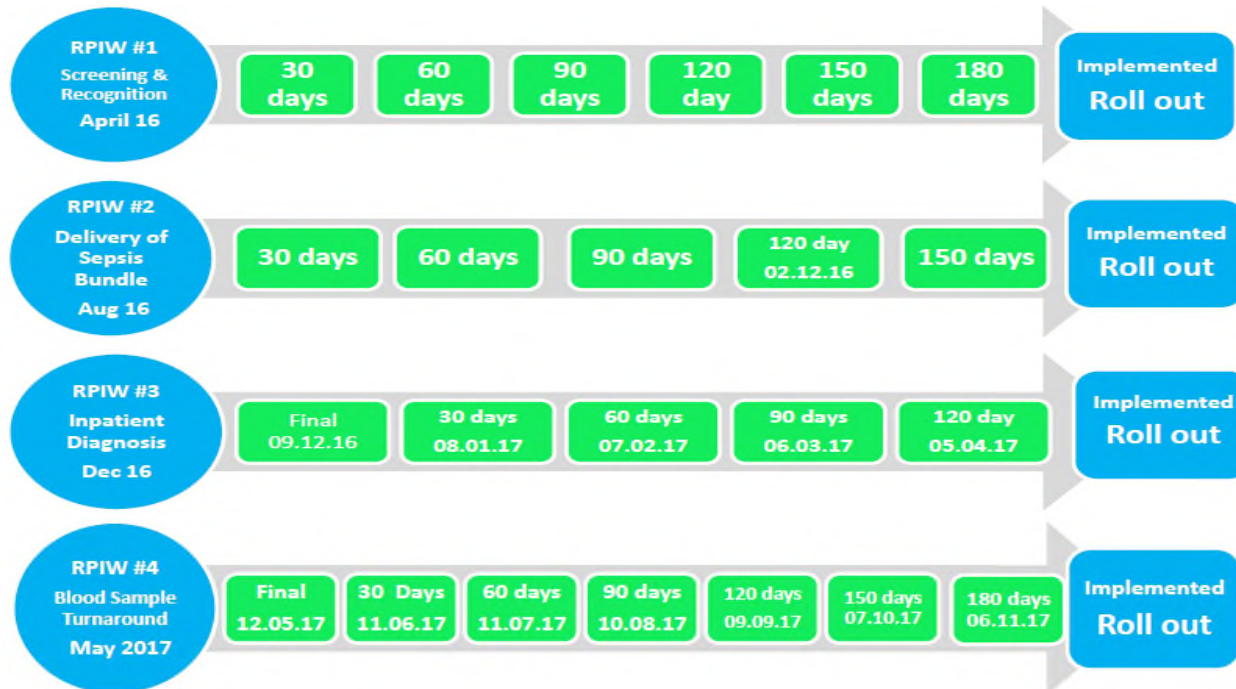 RPIW #1
Screening &
Recognition
April 16
30
days
60
days
90
days
120
day
150
days
180
days
Implemented
Roll out
RPIW #2
Delivery of
Sepsis
Bundle
Aug 16
30 days
60 days
90 days
120 day
02.12.16
150 days
Implemented
Roll out
RPIW #3
Inpatient
Diagnosis
Dec 16
Final
09.12.16
30 days
08.01.17
60 days
07.02.17
90 days
06.03.17
120 day
05.04.17
Implemented
Roll out
RPIW #4
Blood Sample
Turnaround
May 2017
Final
12.05.17
30 Days
11.06.17
60 days
11.07.17
90 days
10.08.17
120 days
09.09.17
150 days
07.10.17
180 days
06.11.17
Implemented
Roll out